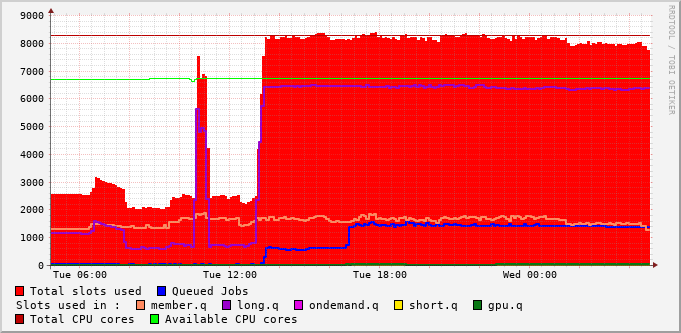 RRDTOOL / TOBI OETIKER
9000
8000
7000
6000
5000
4000
3000
2000
1000
0
Tue 06:00 Tue 12:00 Tue 18:00 Wed 00:00
Total slots used Queued Jobs
Slots used in : member.q long.q ondemand.q short.q gpu.q
Total CPU cores Available CPU cores